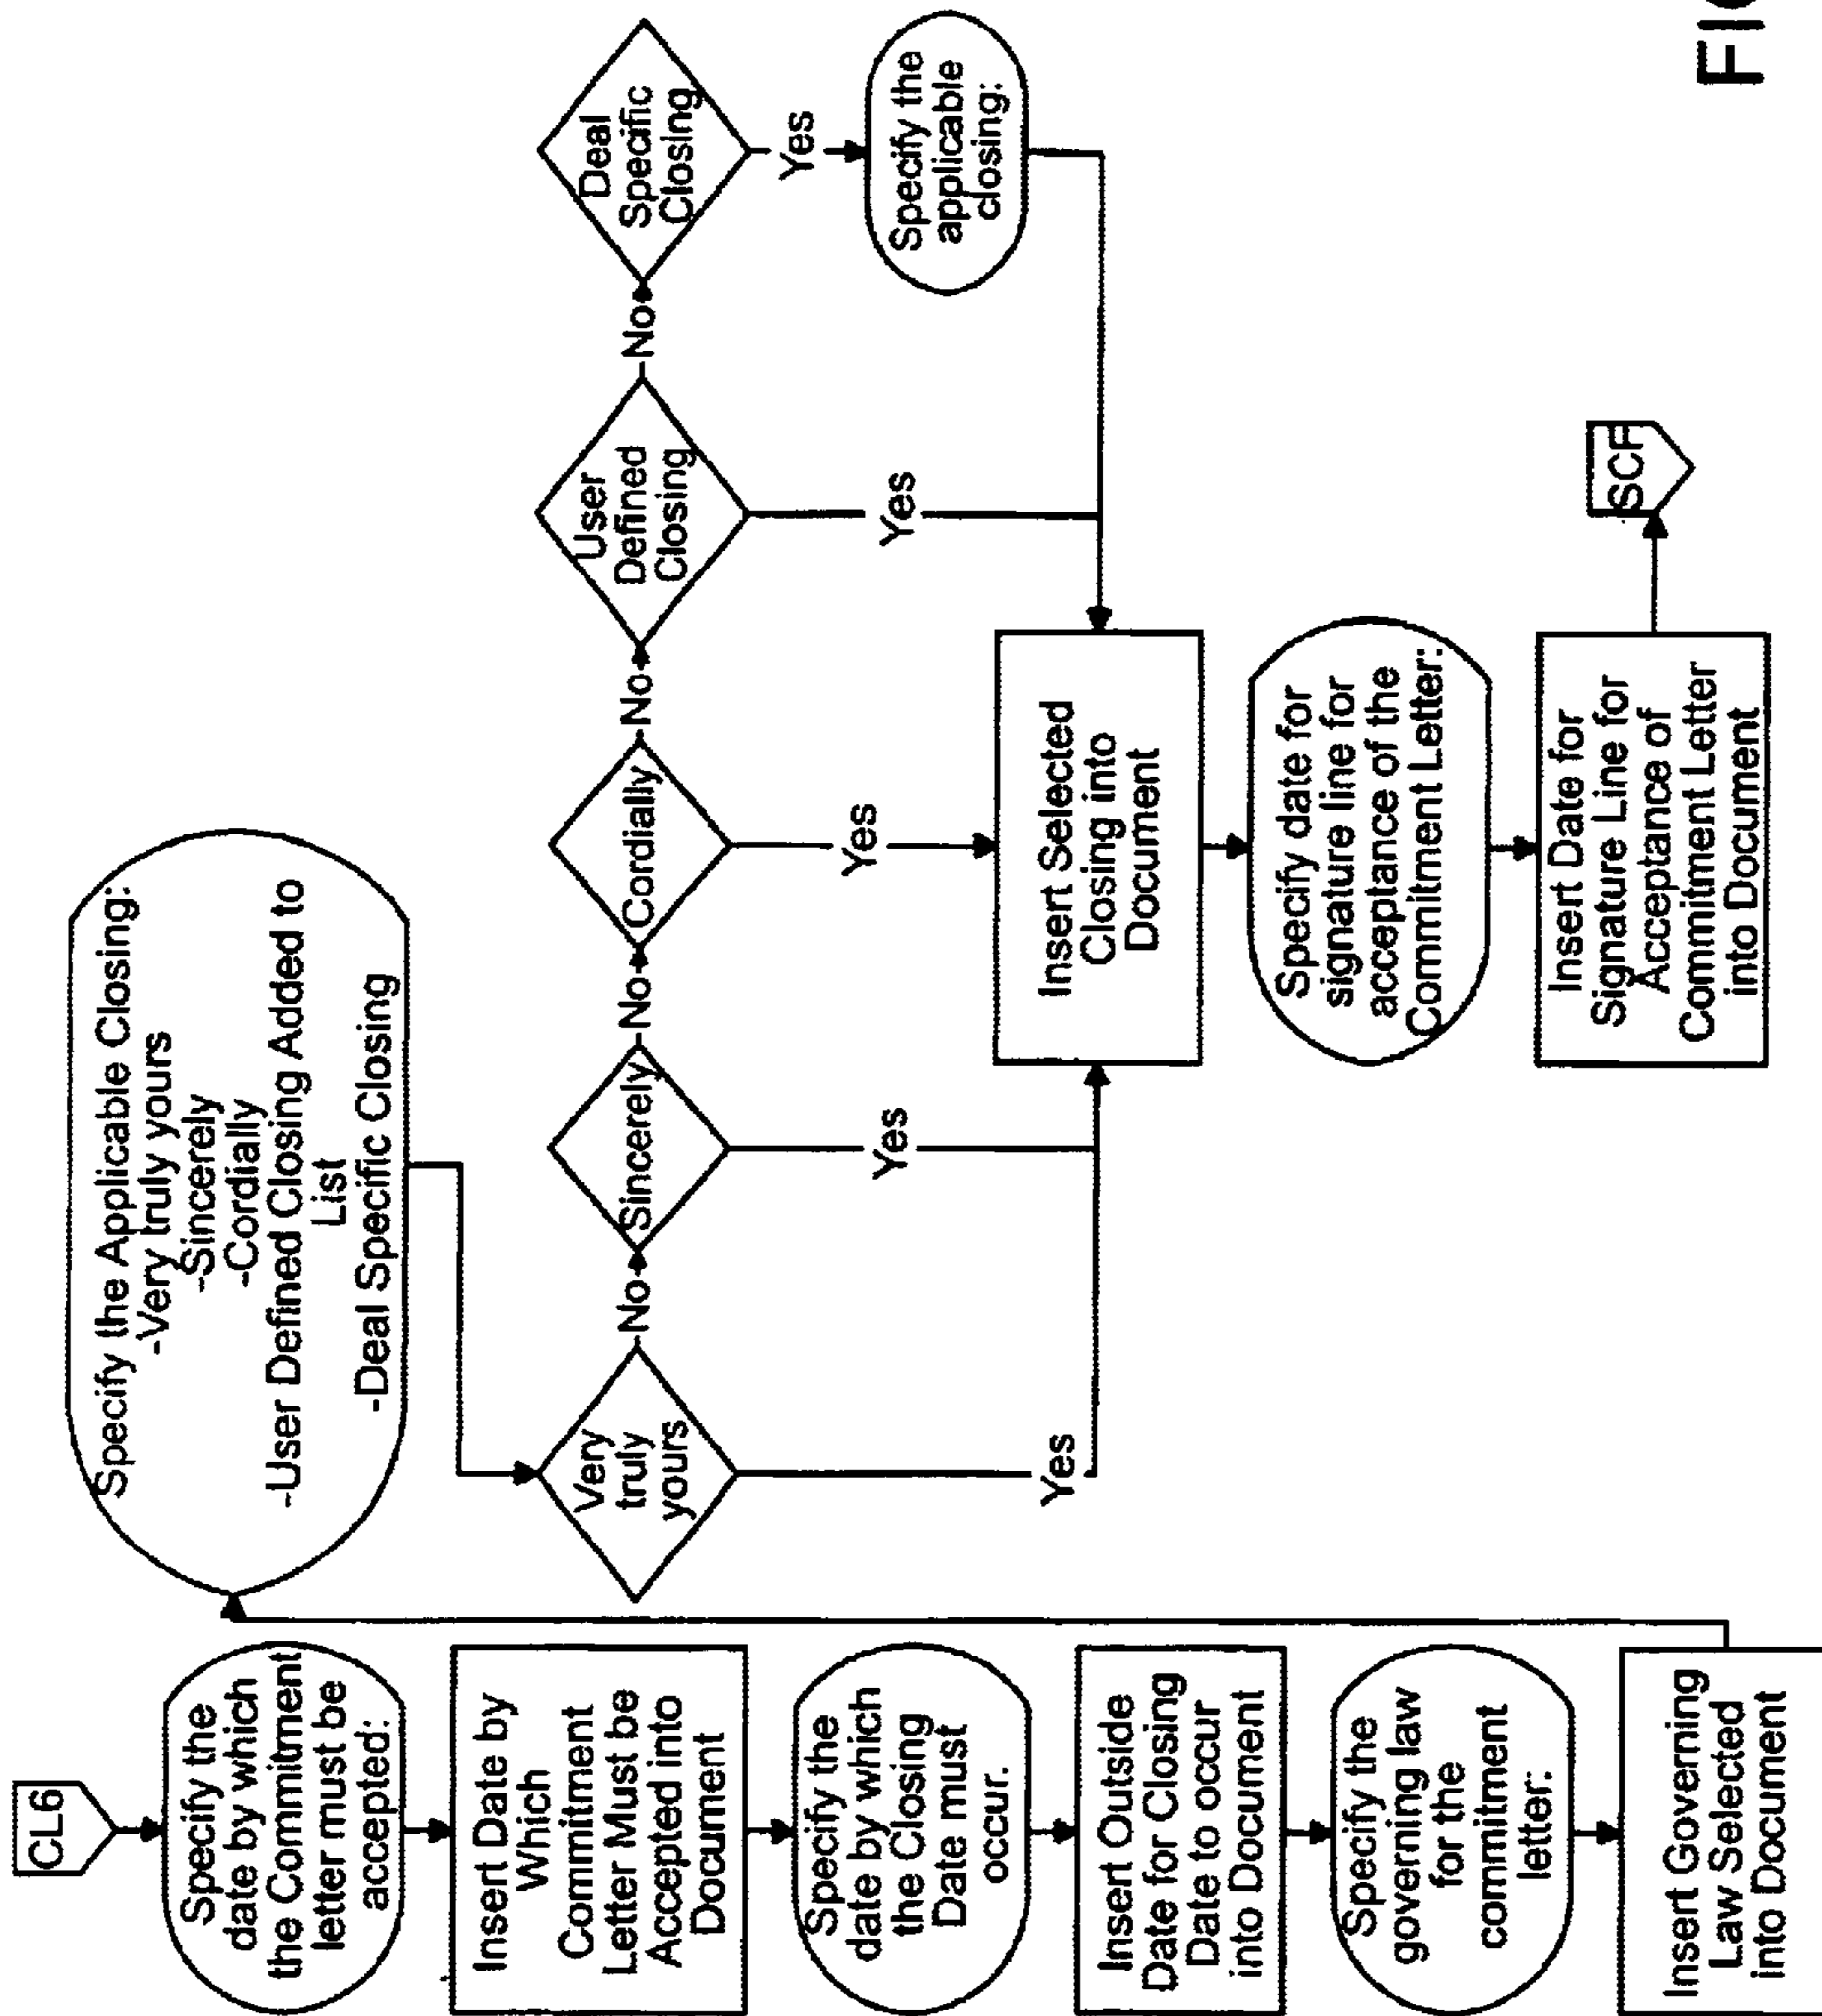 CL6
Specify the
date by which
the Commitment
letter must be
accepted:
Insert Date by
Which
Commitment
Letter Must be
Accepted into
Document
Specify the
date by which
the Closing
Date must
occur.
Insert Outside
Date for Closing
Date to occur
into Document
Specify the
governing law
for the
commitment
letter:
Insert Governing
Law Selected
into Document
Specify the Applicable Closing:
-Very truly yours
-Sincerely
-Cordially
-User Defined Closing Added to
List
-Deal Specific Closing
Very
truly
yours
No
Sincerely
No
Cordially
No
User
Defined
Closing
No
Deal
Specific
Closing
Yes
Yes
Yes
Yes
Yes
Specify the
applicable
closing:
Insert Selected
Closing into
Document
Specify date for
signature line for
acceptance of the
Commitment Letter:
Insert Date for
Signature Line for
Acceptance of
Commitment Letter
into Document
SCF